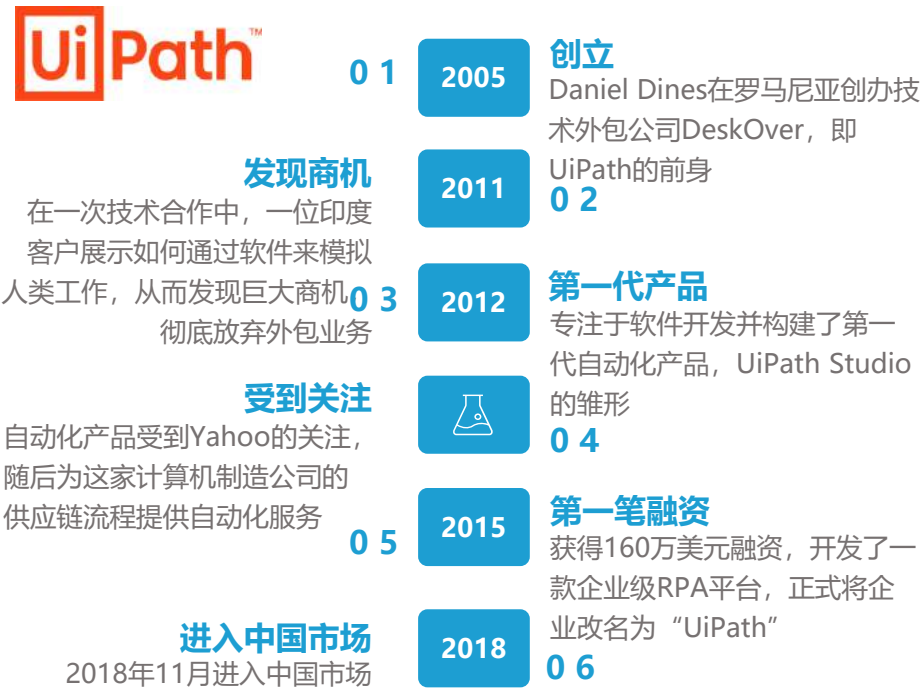 UiPath™
0 1
2005
创立
Daniel Dines在罗马尼亚创办技
术外包公司DeskOver，即
UiPath的前身
发现商机
在一次技术合作中，一位印度
客户展示如何通过软件来模拟
人类工作，从而发现巨大商机
彻底放弃外包业务
2011
0 2
0 3
2012
第一代产品
专注于软件开发并构建了第一
代自动化产品，UiPath Studio
的雏形
受到关注
自动化产品受到Yahoo的关注，
随后为这家计算机制造公司的
供应链流程提供自动化服务
0 4
0 5
2015
第一笔融资
获得160万美元融资，开发了一
款企业级RPA平台，正式将企
业改名为“UiPath”
进入中国市场
2018年11月进入中国市场
2018
0 6